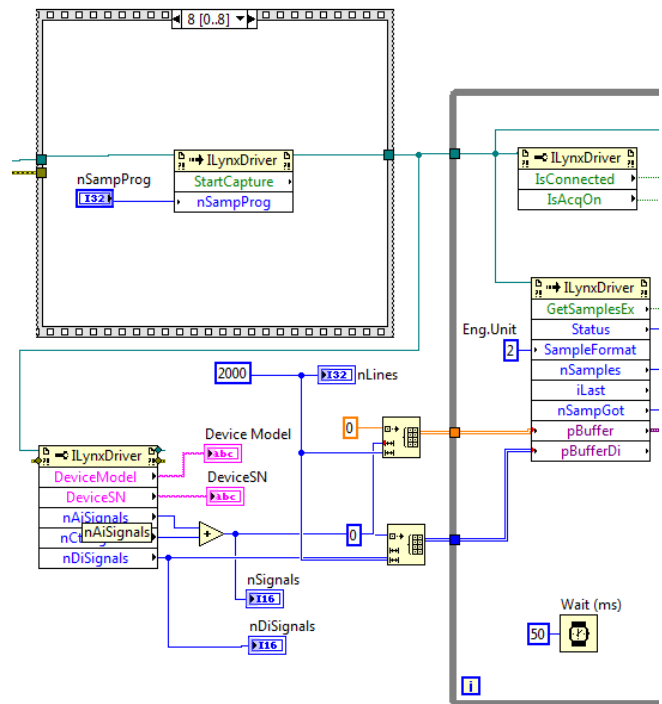 8 [0..8]
ILynxDriver
StartCapture
nSampProg
nSampProg
I32
ILynxDriver
IsConnected
IsAcqOn
ILynxDriver
GetSamplesEx
Status
SampleFormat
nSamples
iLast
nSampGot
pBuffer
pBufferDi
Eng.Unit
2
2000
I32
nLines
0
0
ILynxDriver
DeviceModel
DeviceSN
nAiSignals
nAiSignals
nDiSignals
Device Model
abc
DeviceSN
abc
+
nSignals
I16
nDiSignals
I16
Wait (ms)
50
i